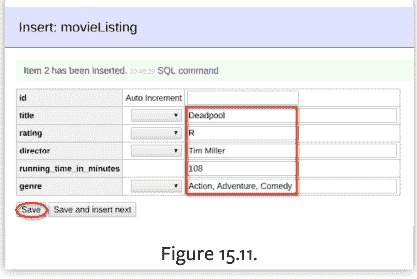 Insert: movieListing
Item 2 has been inserted. 10:49:29 SQL command
id Auto Increment
title Deadpool
rating R
director Tim Miller
running_time_in_minutes 108
genre Action, Adventure, Comedy
Save Save and insert next
Figure 15.11.